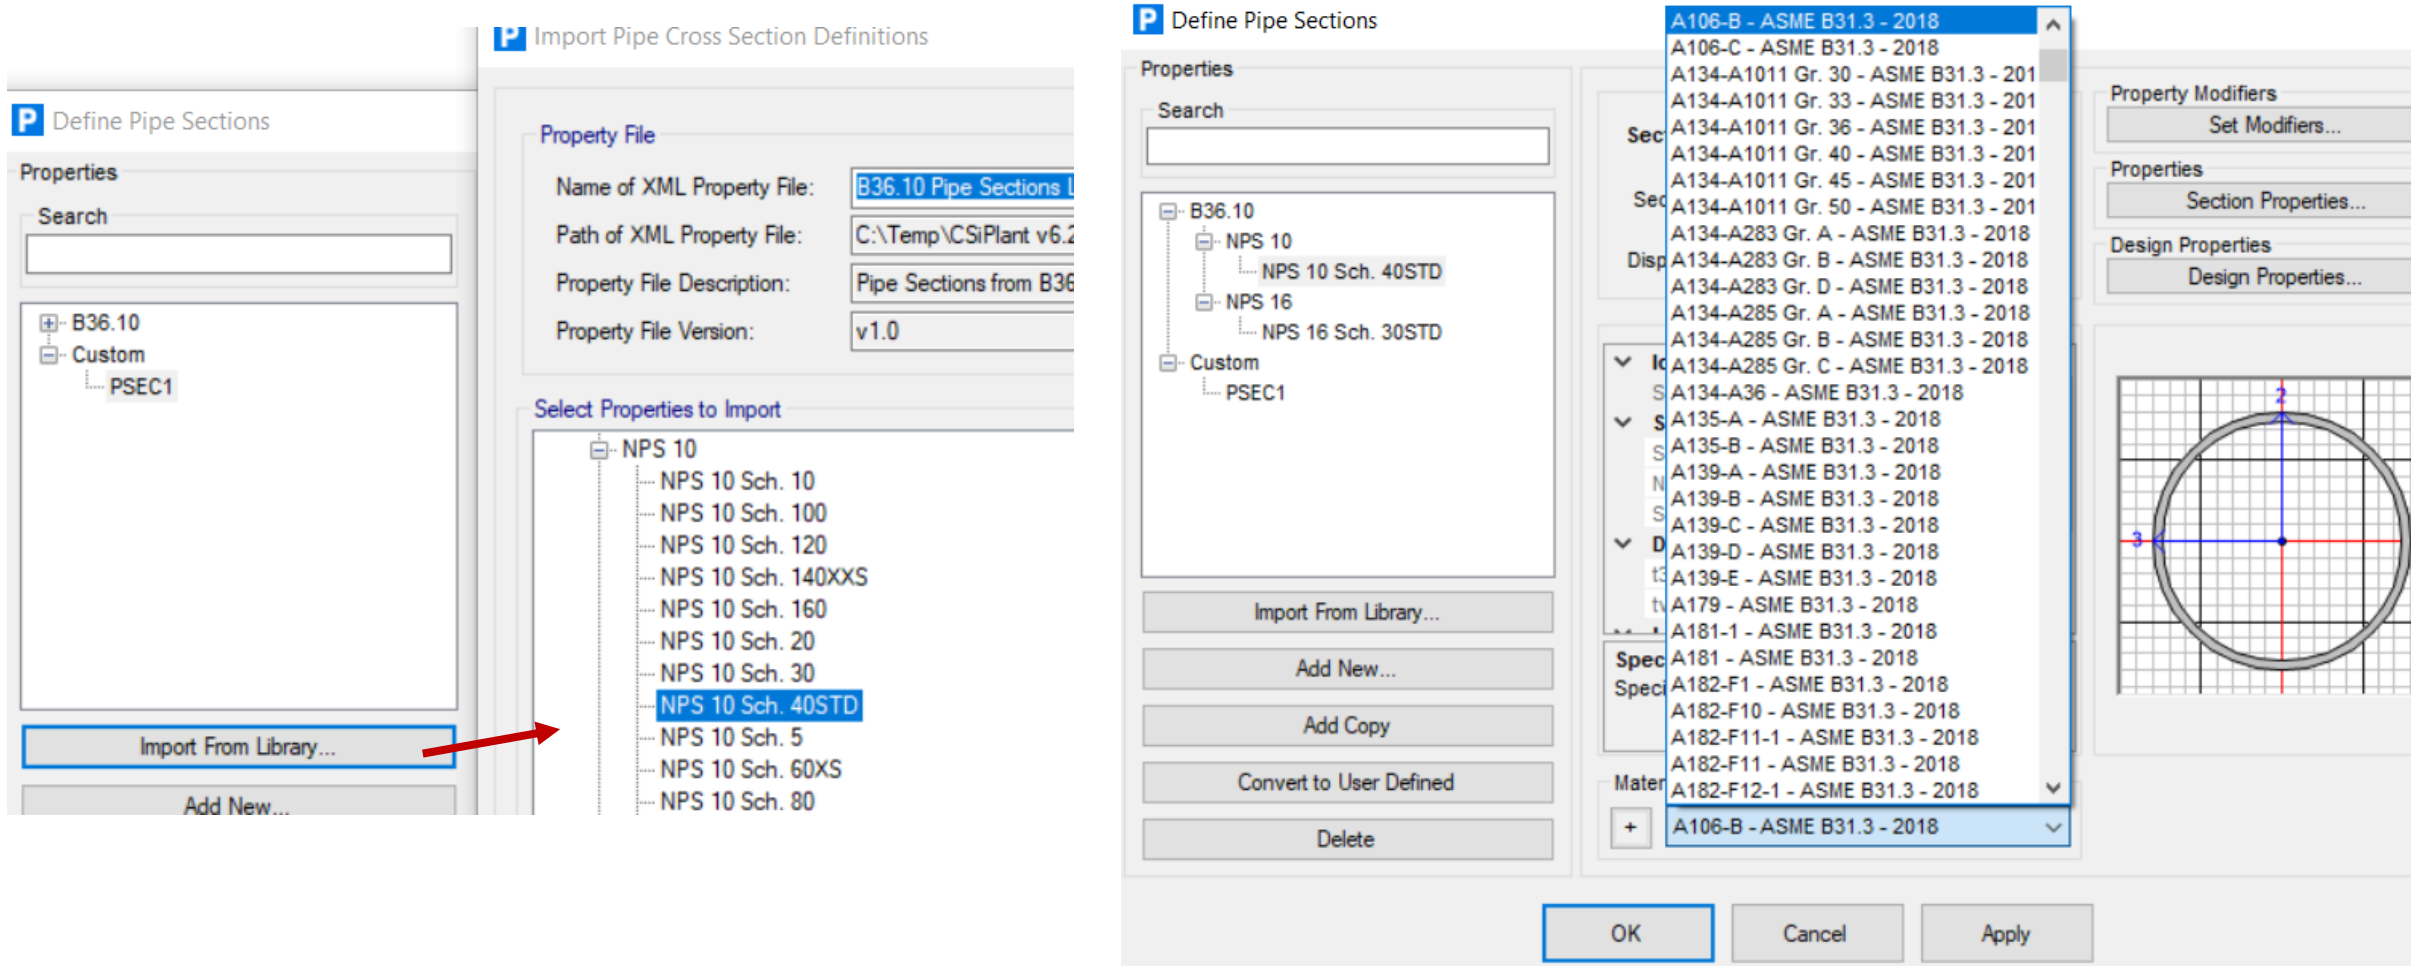 P Import Pipe Cross Section Definitions
P Define Pipe Sections
Properties
Search
B36.10
Custom
PSEC1
Import From Library...
Add New...
Property File
Name of XML Property File: B36.10 Pipe Sections L
Path of XML Property File: C:\Temp\CSiPlant v6.2
Property File Description: Pipe Sections from B36
Property File Version: v1.0
Select Properties to Import
NPS 10
NPS 10 Sch. 10
NPS 10 Sch. 100
NPS 10 Sch. 120
NPS 10 Sch. 140XXS
NPS 10 Sch. 160
NPS 10 Sch. 20
NPS 10 Sch. 30
NPS 10 Sch. 40STD
NPS 10 Sch. 5
NPS 10 Sch. 60XS
NPS 10 Sch. 80
P Define Pipe Sections
Properties
Search
B36.10
NPS 10
NPS 10 Sch. 40STD
NPS 16
NPS 16 Sch. 30STD
Custom
PSEC1
Import From Library...
Add New...
Add Copy
Convert to User Defined
Delete
Sec
Disp
Spec
Speci
Mater
A106-B - ASME B31.3 - 2018
A106-C - ASME B31.3 - 2018
A134-A1011 Gr. 30 - ASME B31.3 - 201
A134-A1011 Gr. 33 - ASME B31.3 - 201
A134-A1011 Gr. 36 - ASME B31.3 - 201
A134-A1011 Gr. 40 - ASME B31.3 - 201
A134-A1011 Gr. 45 - ASME B31.3 - 201
A134-A1011 Gr. 50 - ASME B31.3 - 201
A134-A283 Gr. A - ASME B31.3 - 2018
A134-A283 Gr. B - ASME B31.3 - 2018
A134-A283 Gr. D - ASME B31.3 - 2018
A134-A285 Gr. A - ASME B31.3 - 2018
A134-A285 Gr. B - ASME B31.3 - 2018
A134-A285 Gr. C - ASME B31.3 - 2018
A134-A36 - ASME B31.3 - 2018
A135-A - ASME B31.3 - 2018
A135-B - ASME B31.3 - 2018
A139-A - ASME B31.3 - 2018
A139-B - ASME B31.3 - 2018
A139-C - ASME B31.3 - 2018
A139-D - ASME B31.3 - 2018
A139-E - ASME B31.3 - 2018
A179 - ASME B31.3 - 2018
A181-1 - ASME B31.3 - 2018
A181 - ASME B31.3 - 2018
A182-F1 - ASME B31.3 - 2018
A182-F10 - ASME B31.3 - 2018
A182-F11-1 - ASME B31.3 - 2018
A182-F11 - ASME B31.3 - 2018
A182-F12-1 - ASME B31.3 - 2018
+ A106-B - ASME B31.3 - 2018
Property Modifiers
Set Modifiers...
Properties
Section Properties...
Design Properties
Design Properties...
2
3
OK
Cancel
Apply